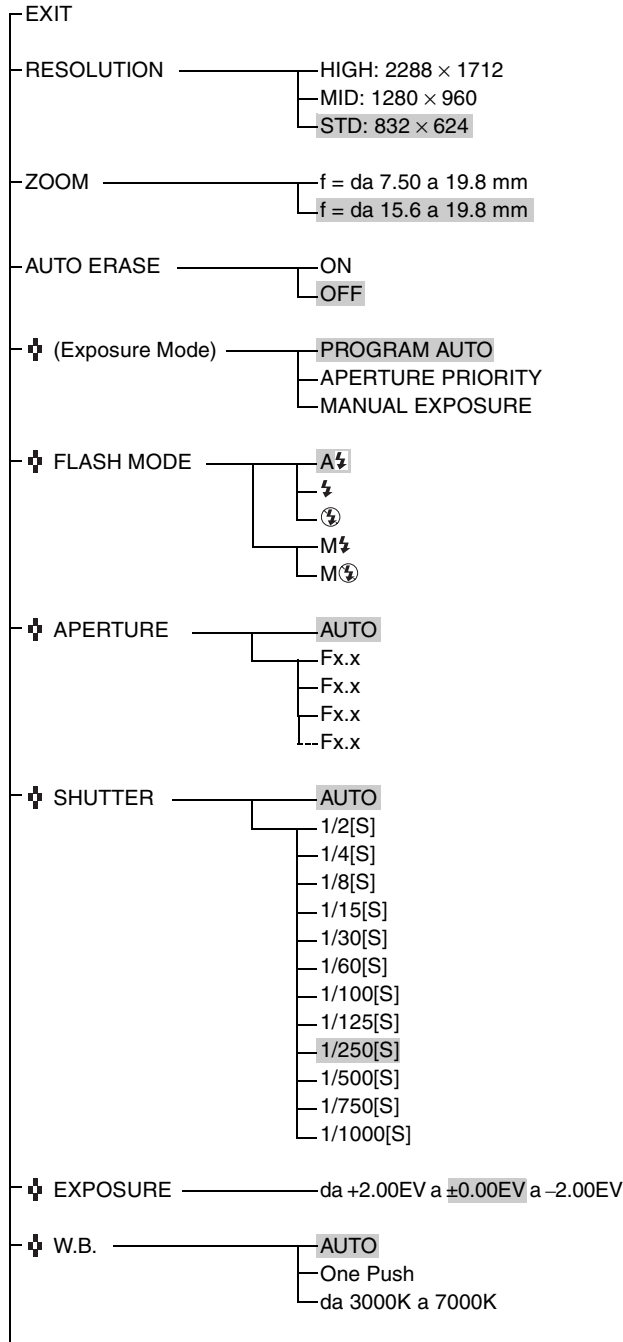 EXIT
RESOLUTION HIGH: 2288 × 1712
MID: 1280 × 960
STD: 832 × 624
ZOOM f = da 7.50 a 19.8 mm
f = da 15.6 a 19.8 mm
AUTO ERASE ON
OFF
(Exposure Mode) PROGRAM AUTO
APERTURE PRIORITY
MANUAL EXPOSURE
FLASH MODE A
M
M
APERTURE AUTO
Fx.x
Fx.x
Fx.x
Fx.x
SHUTTER AUTO
1/2[S]
1/4[S]
1/8[S]
1/15[S]
1/30[S]
1/60[S]
1/100[S]
1/125[S]
1/250[S]
1/500[S]
1/750[S]
1/1000[S]
EXPOSURE da +2.00EV a ±0.00EV a –2.00EV
W.B. AUTO
One Push
da 3000K a 7000K